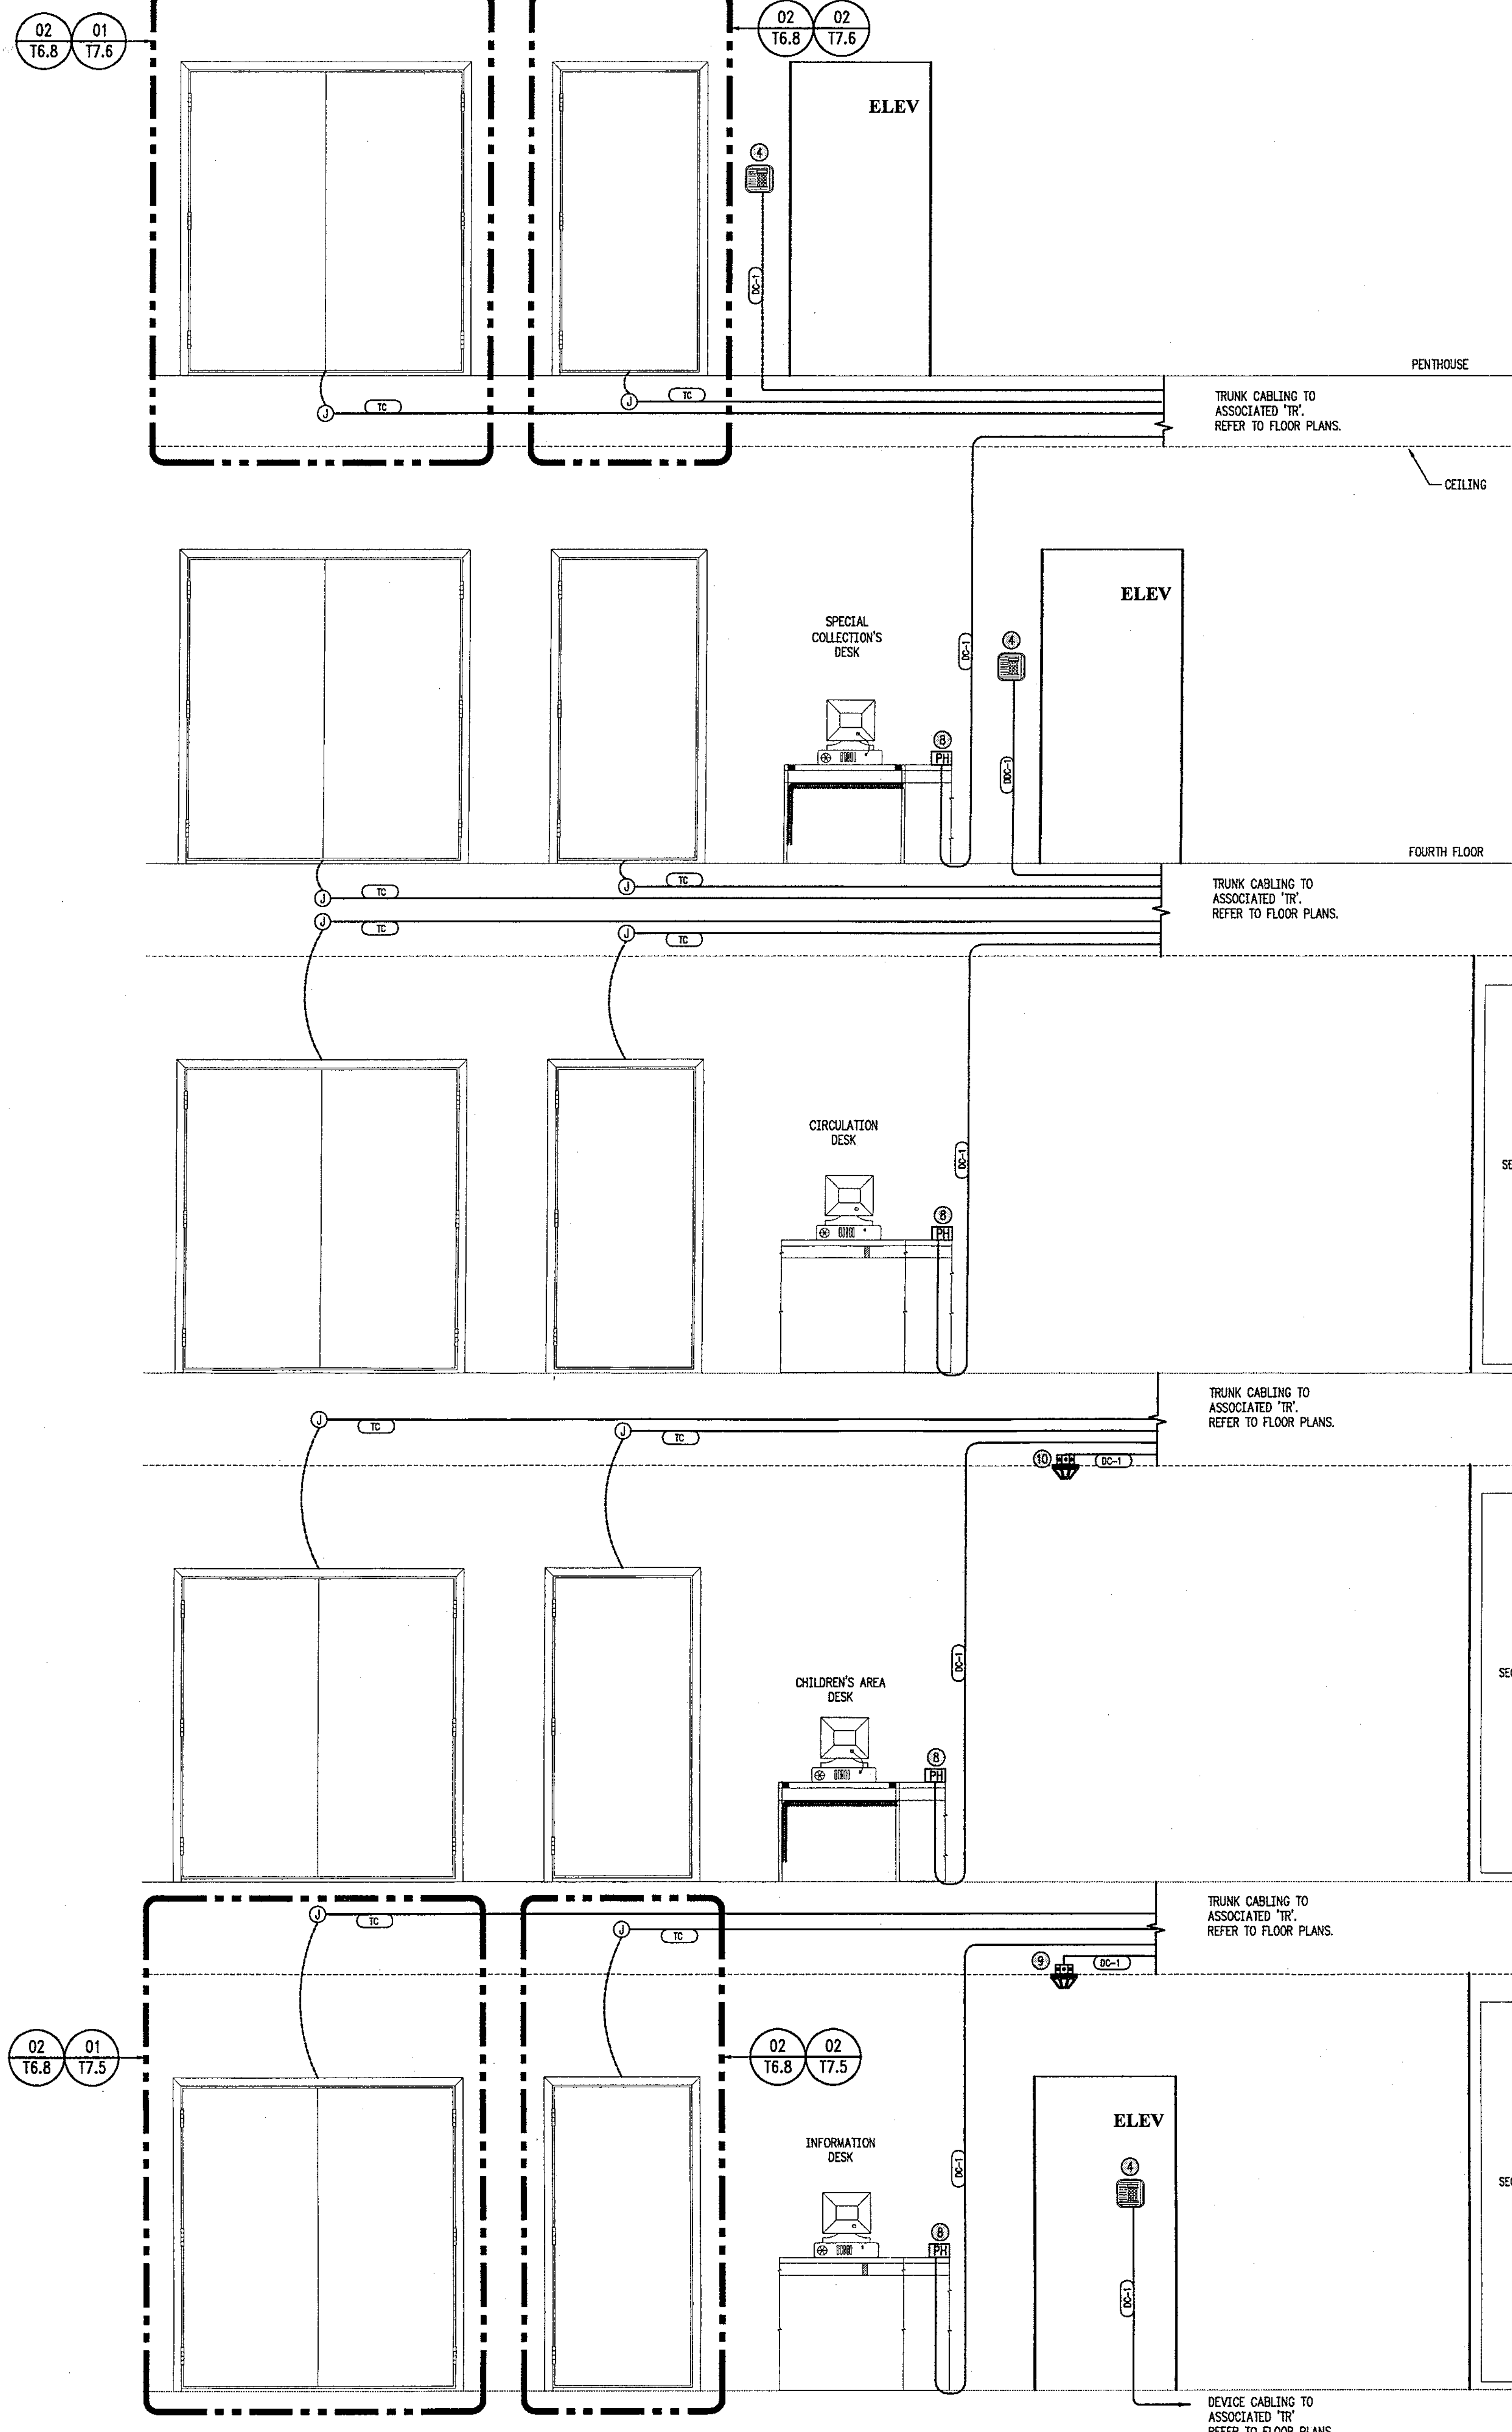 02 01
T6.8 T7.6
02 02
T6.8 T7.6
ELEV
4
DC-1
PENTHOUSE
J TC
J TC
TRUNK CABLING TO
ASSOCIATED 'TR'.
REFER TO FLOOR PLANS.
CEILING
SPECIAL
COLLECTION'S
DESK
DC-1
4
ELEV
8
PH
DDC-1
FOURTH FLOOR
J TC
J TC
TRUNK CABLING TO
ASSOCIATED 'TR'.
REFER TO FLOOR PLANS.
J TC
J TC
CIRCULATION
DESK
DC-1
SE
8
PH
J TC
J TC
TRUNK CABLING TO
ASSOCIATED 'TR'.
REFER TO FLOOR PLANS.
10
DC-1
DC-1
CHILDREN'S AREA
DESK
8
PH
J TC
J TC
TRUNK CABLING TO
ASSOCIATED 'TR'.
REFER TO FLOOR PLANS.
9
DC-1
02 01
T6.8 T7.5
02 02
T6.8 T7.5
ELEV
INFORMATION
DESK
DC-1
4
8
PH
DC-1
DEVICE CABLING TO
ASSOCIATED 'TR'
REFER TO FLOOR PLANS